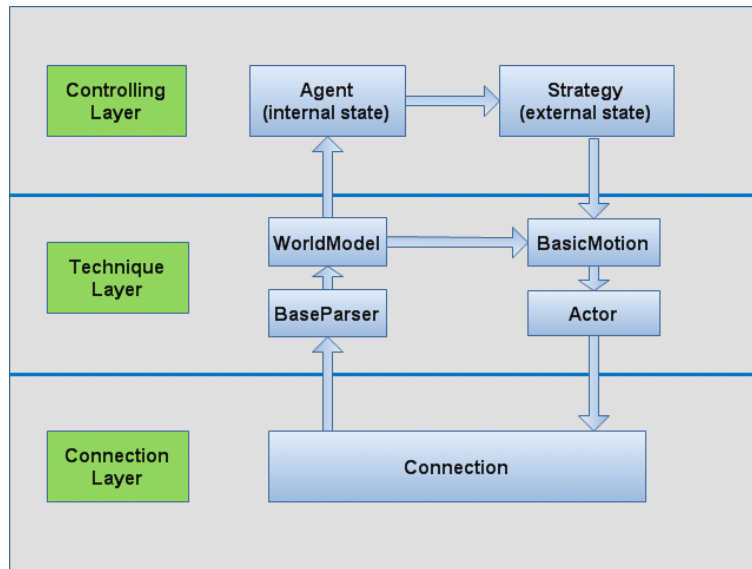 Controlling
Layer
Agent
(internal state)
Strategy
(external state)
Technique
Layer
WorldModel
BasicMotion
BaseParser
Actor
Connection
Layer
Connection